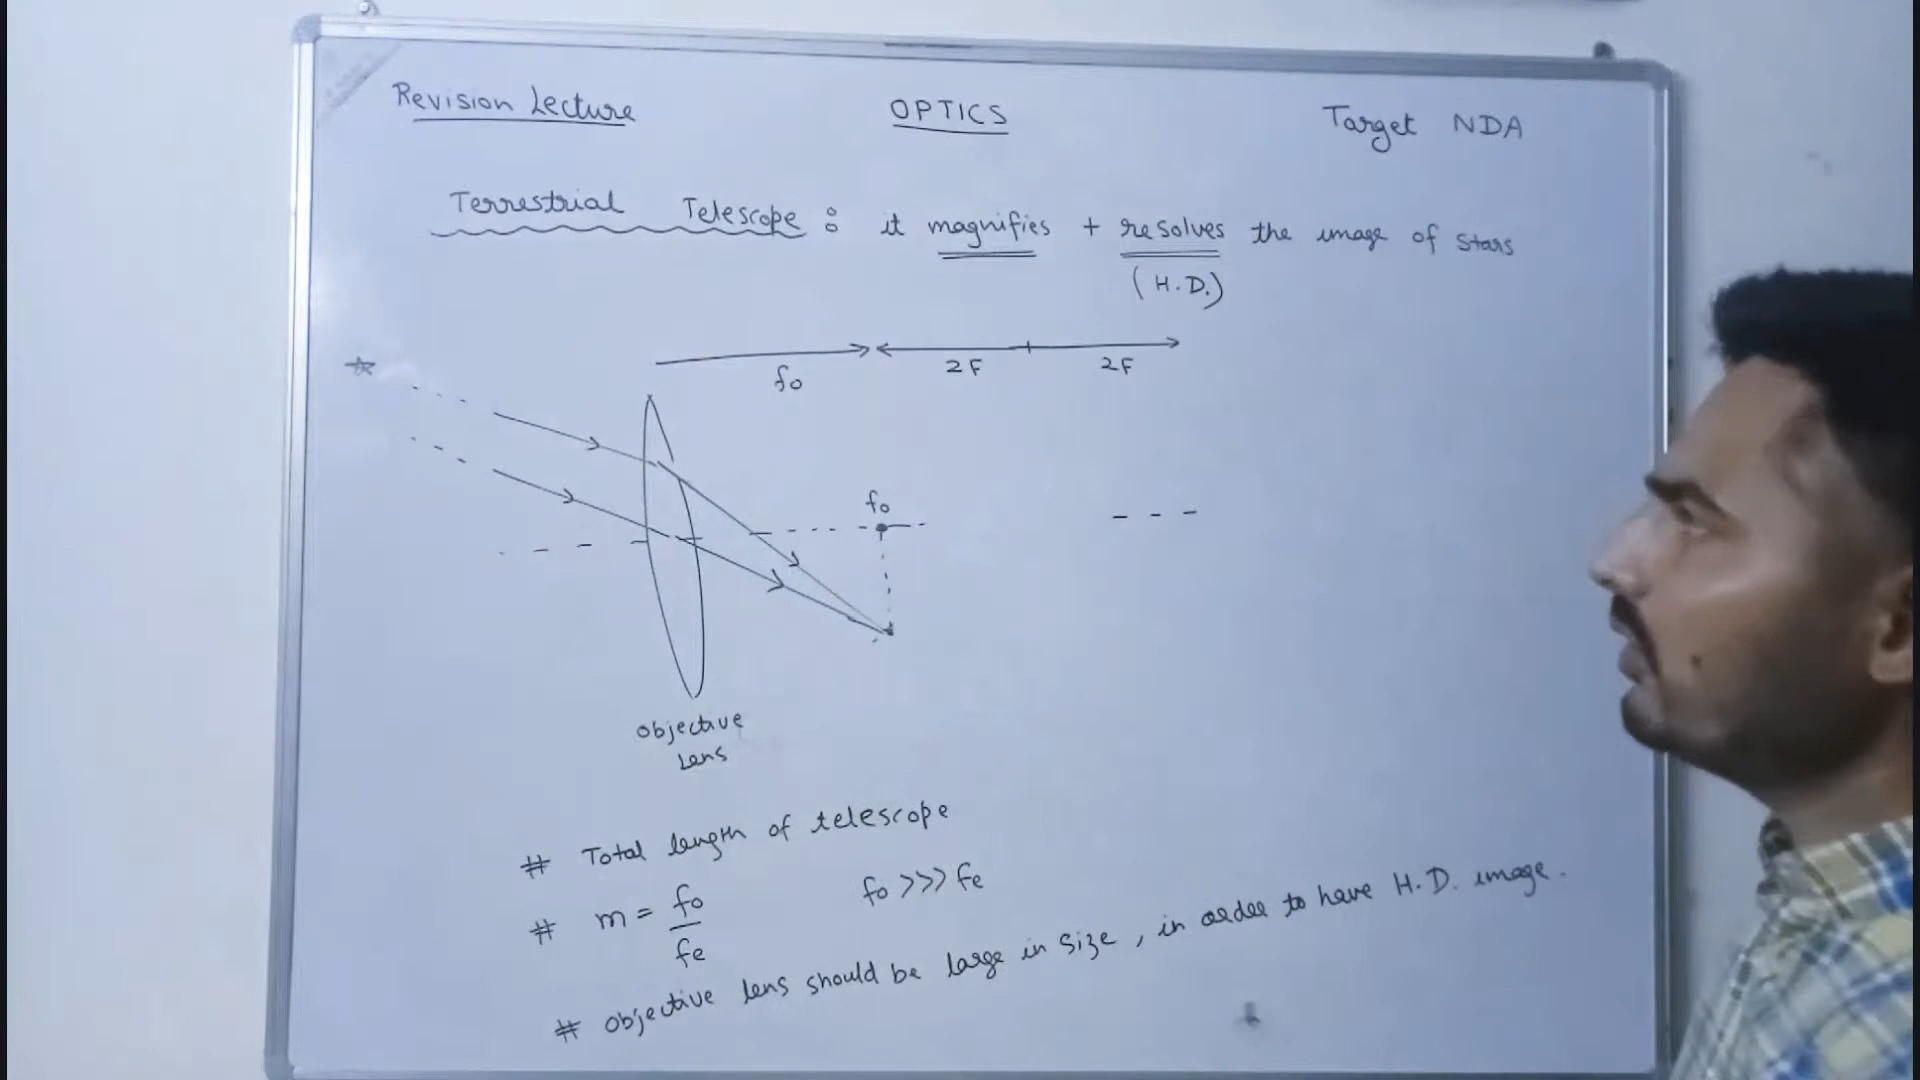 Revision Lecture
OPTICS
Target NDA
Terrestrial Telescope : it magnifies + resolves the image of stars
(H.D.)
fo
2F
2F
fo
objective
Lens
# Total length of telescope
# m = fo/fe
fo >>> fe
# objective lens should be large in size, in order to have H.D. image.